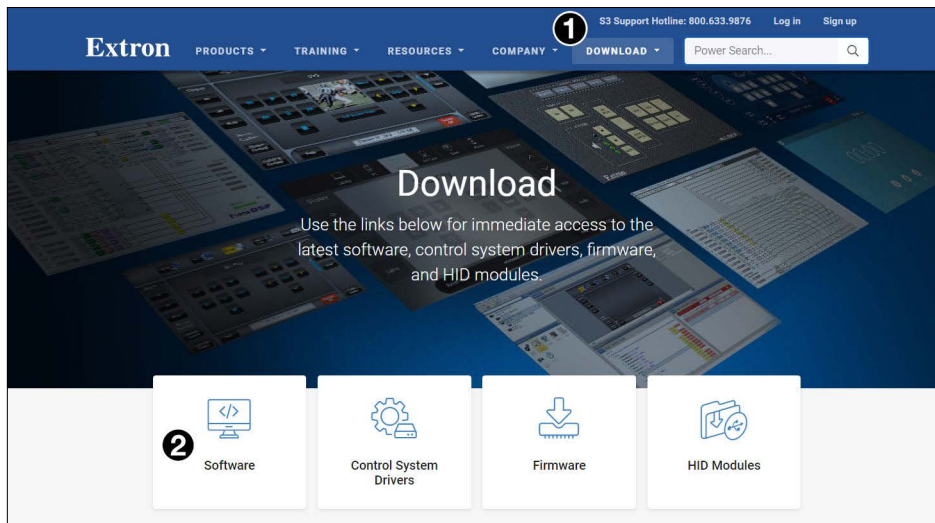 S3 Support Hotline: 800.633.9876 Log in Sign up
1
Extron PRODUCTS TRAINING RESOURCES COMPANY DOWNLOAD Power Search...
Download
Use the links below for immediate access to the
latest software, control system drivers, firmware,
and HID modules.
</>
2
Software
Control System
Drivers
Firmware
HID Modules